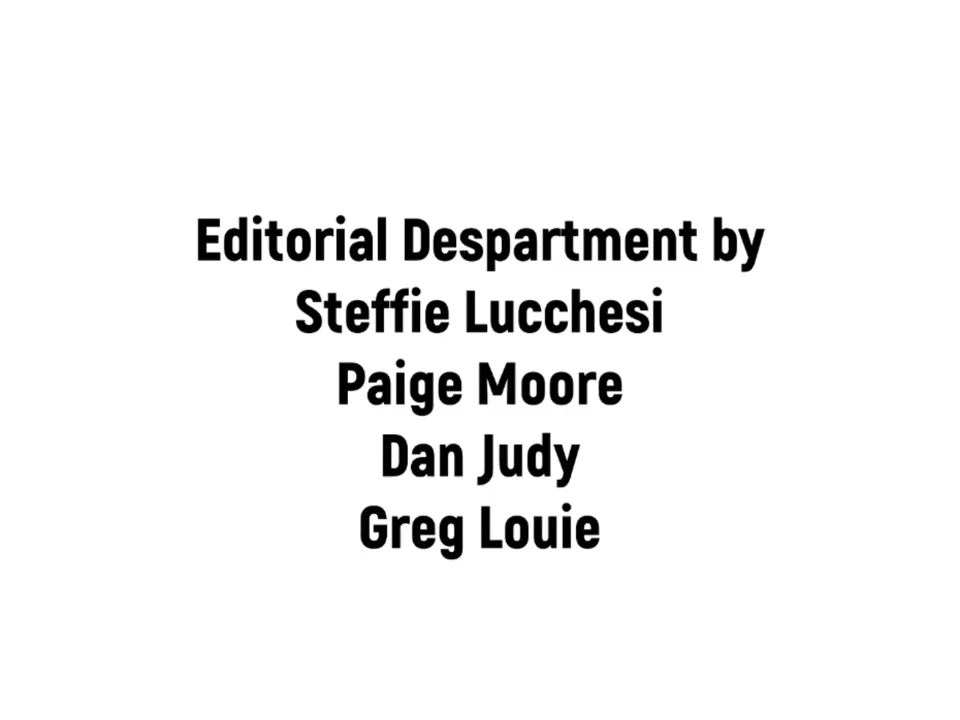 Editorial Despartment by
Steffie Lucchesi
Paige Moore
Dan Judy
Greg Louie